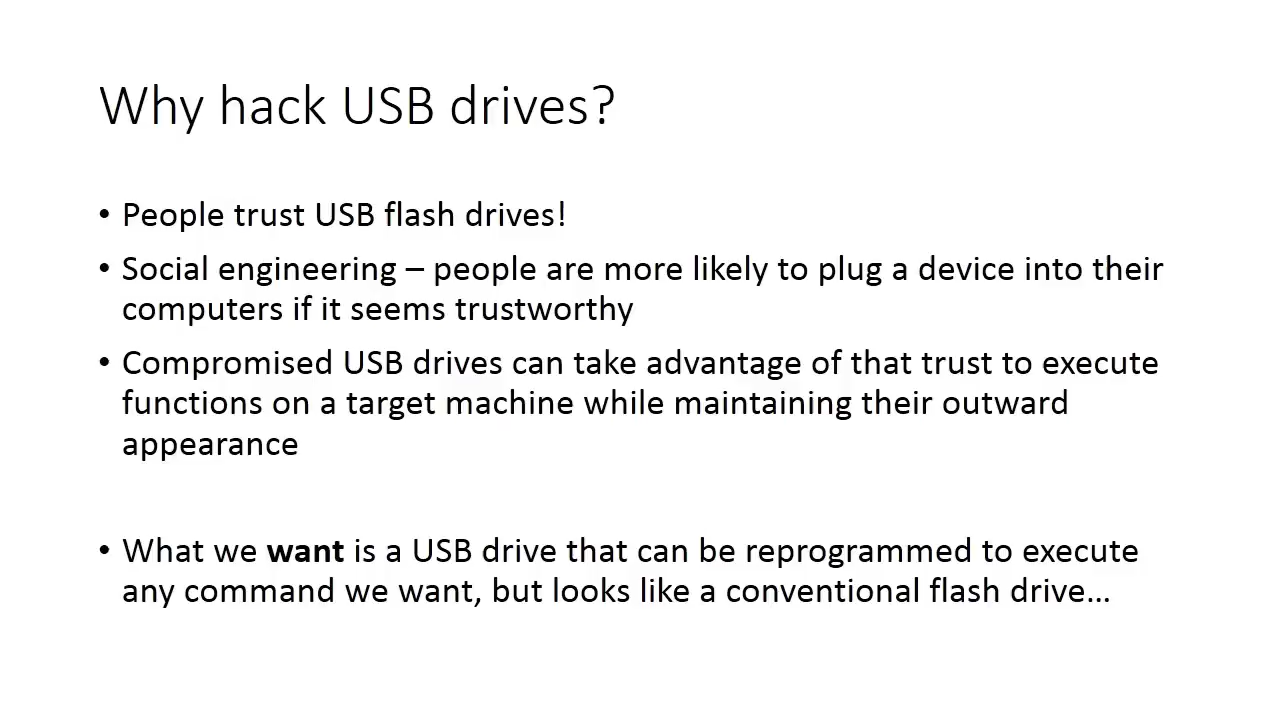 Why hack USB drives?
• People trust USB flash drives!
• Social engineering – people are more likely to plug a device into their
computers if it seems trustworthy
• Compromised USB drives can take advantage of that trust to execute
functions on a target machine while maintaining their outward
appearance
• What we want is a USB drive that can be reprogrammed to execute
any command we want, but looks like a conventional flash drive…